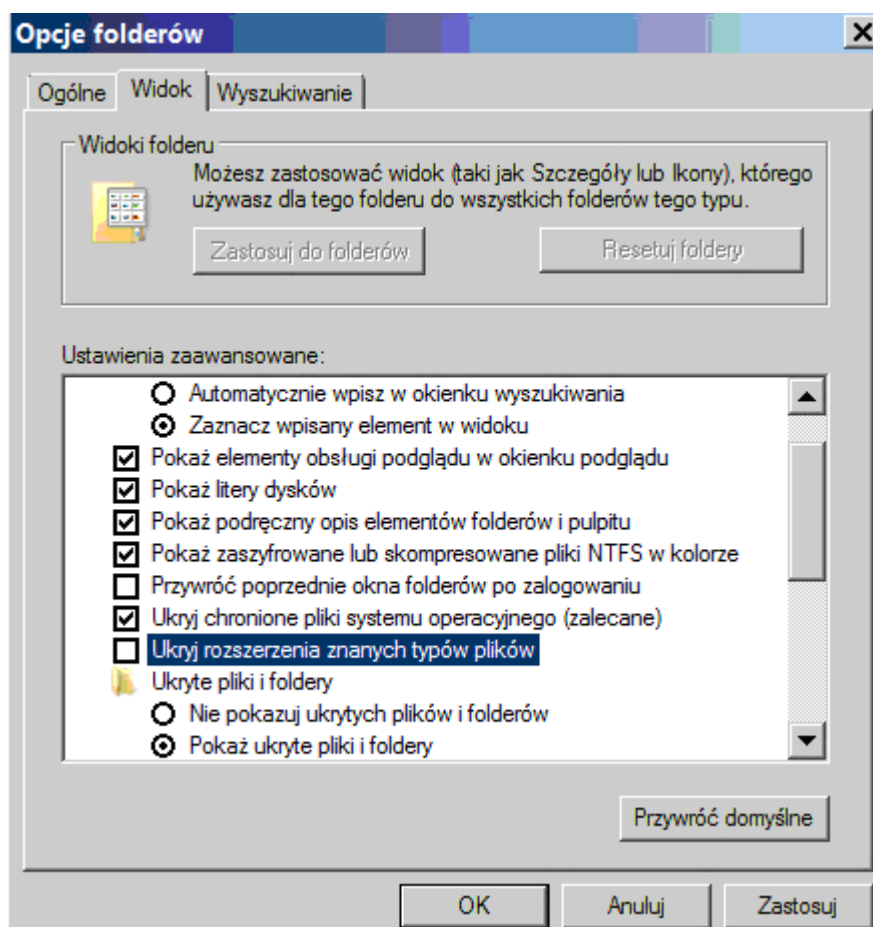 Opcje folderów
Ogólne Widok Wyszukiwanie
Widoki folderu
Możesz zastosować widok (taki jak Szczegóły lub Ikony), którego
używasz dla tego folderu do wszystkich folderów tego typu.
Zastosuj do folderów Resetuj foldery
Ustawienia zaawansowane:
Automatycznie wpisz w okienku wyszukiwania
Zaznacz wpisany element w widoku
Pokaż elementy obsługi podglądu w okienku podglądu
Pokaż litery dysków
Pokaż podręczny opis elementów folderów i pulpitu
Pokaż zaszyfrowane lub skompresowane pliki NTFS w kolorze
Przywróć poprzednie okna folderów po zalogowaniu
Ukryj chronione pliki systemu operacyjnego (zalecane)
Ukryj rozszerzenia znanych typów plików
Ukryte pliki i foldery
Nie pokazuj ukrytych plików i folderów
Pokaż ukryte pliki i foldery
Przywróć domyślne
OK Anuluj Zastosuj